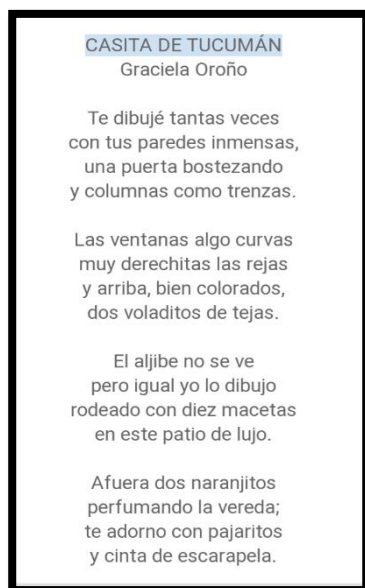 CASITA DE TUCUMÁN
Graciela Oroño
Te dibujé tantas veces
con tus paredes inmensas,
una puerta bostezando
y columnas como trenzas.
Las ventanas algo curvas
muy derechitas las rejas
y arriba, bien colorados,
dos voladitos de tejas.
El aljibe no se ve
pero igual yo lo dibujo
rodeado con diez macetas
en este patio de lujo.
Afuera dos naranjitos
perfumando la vereda;
te adorno con pajaritos
y cinta de escarapela.